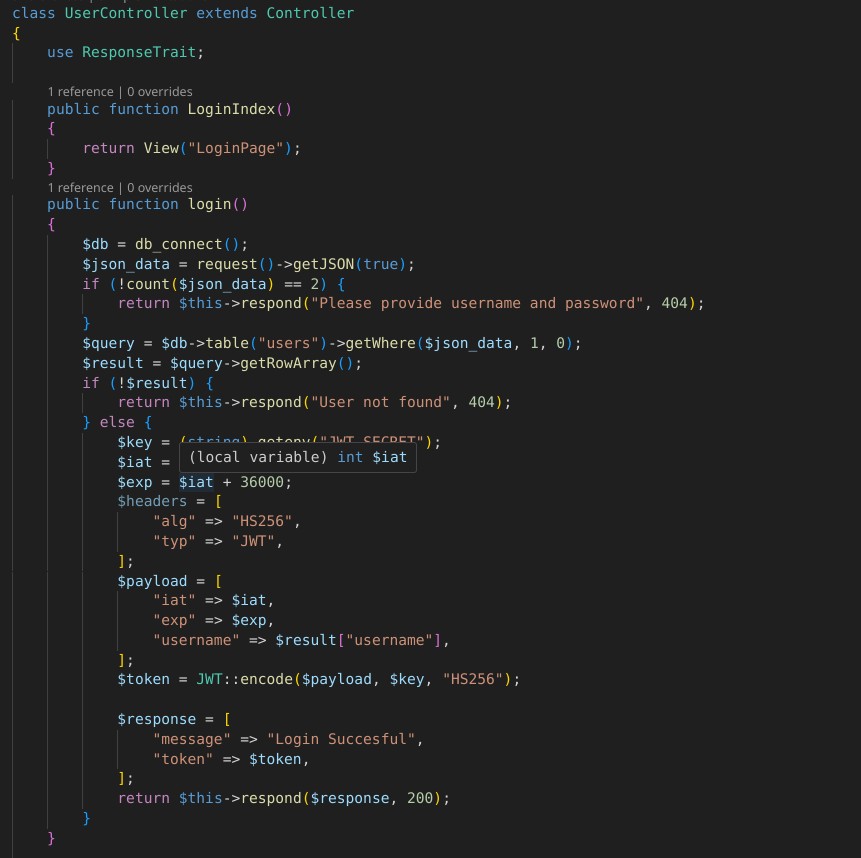 class UserController extends Controller
{
    use ResponseTrait;

    1 reference | 0 overrides
    public function LoginIndex()
    {
        return View("LoginPage");
    }
    1 reference | 0 overrides
    public function login()
    {
        $db = db_connect();
        $json_data = request()->getJSON(true);
        if (!count($json_data) == 2) {
            return $this->respond("Please provide username and password", 404);
        }
        $query = $db->table("users")->getWhere($json_data, 1, 0);
        $result = $query->getRowArray();
        if (!$result) {
            return $this->respond("User not found", 404);
        } else {
            $key = (string) getenv("JWT_SECRET");
            $iat =
(local variable) int $iat
            $exp = $iat + 36000;
            $headers = [
                "alg" => "HS256",
                "typ" => "JWT",
            ];
            $payload = [
                "iat" => $iat,
                "exp" => $exp,
                "username" => $result["username"],
            ];
            $token = JWT::encode($payload, $key, "HS256");

            $response = [
                "message" => "Login Succesful",
                "token" => $token,
            ];
            return $this->respond($response, 200);
        }
    }